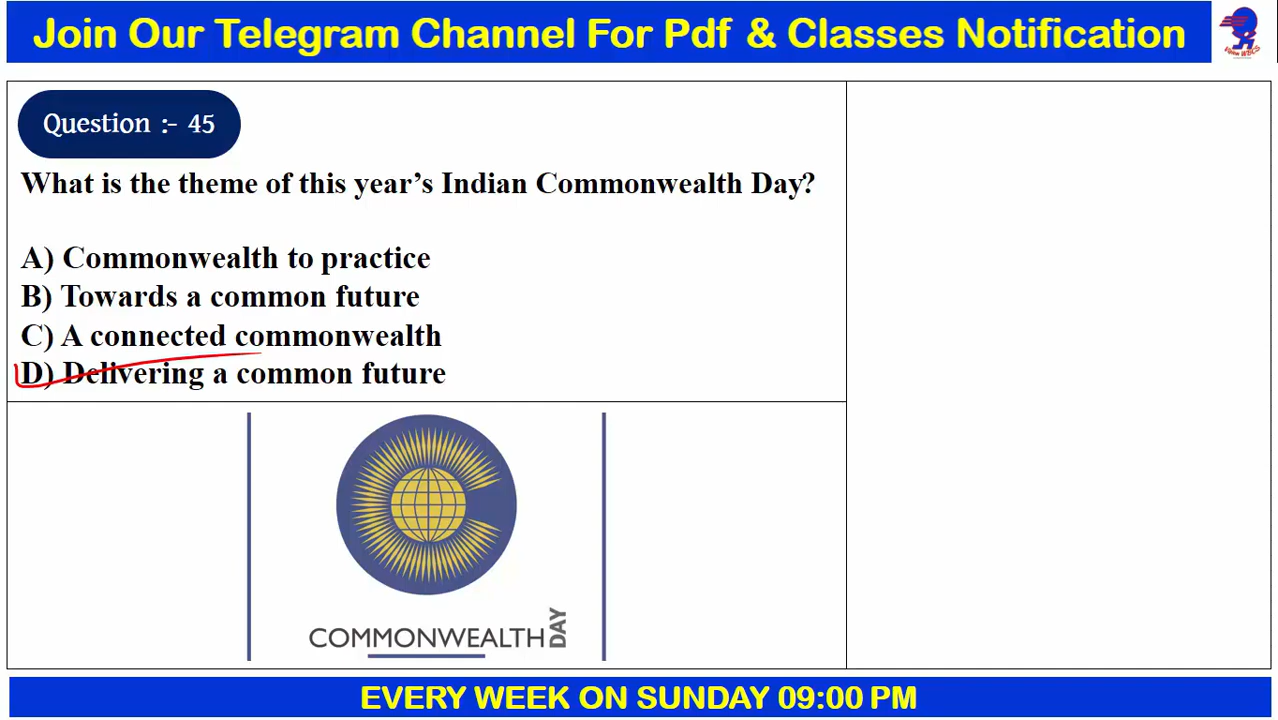 Join Our Telegram Channel For Pdf & Classes Notification
Question :- 45
What is the theme of this year’s Indian Commonwealth Day?
A) Commonwealth to practice
B) Towards a common future
C) A connected commonwealth
D) Delivering a common future
COMMONWEALTH DAY
EVERY WEEK ON SUNDAY 09:00 PM